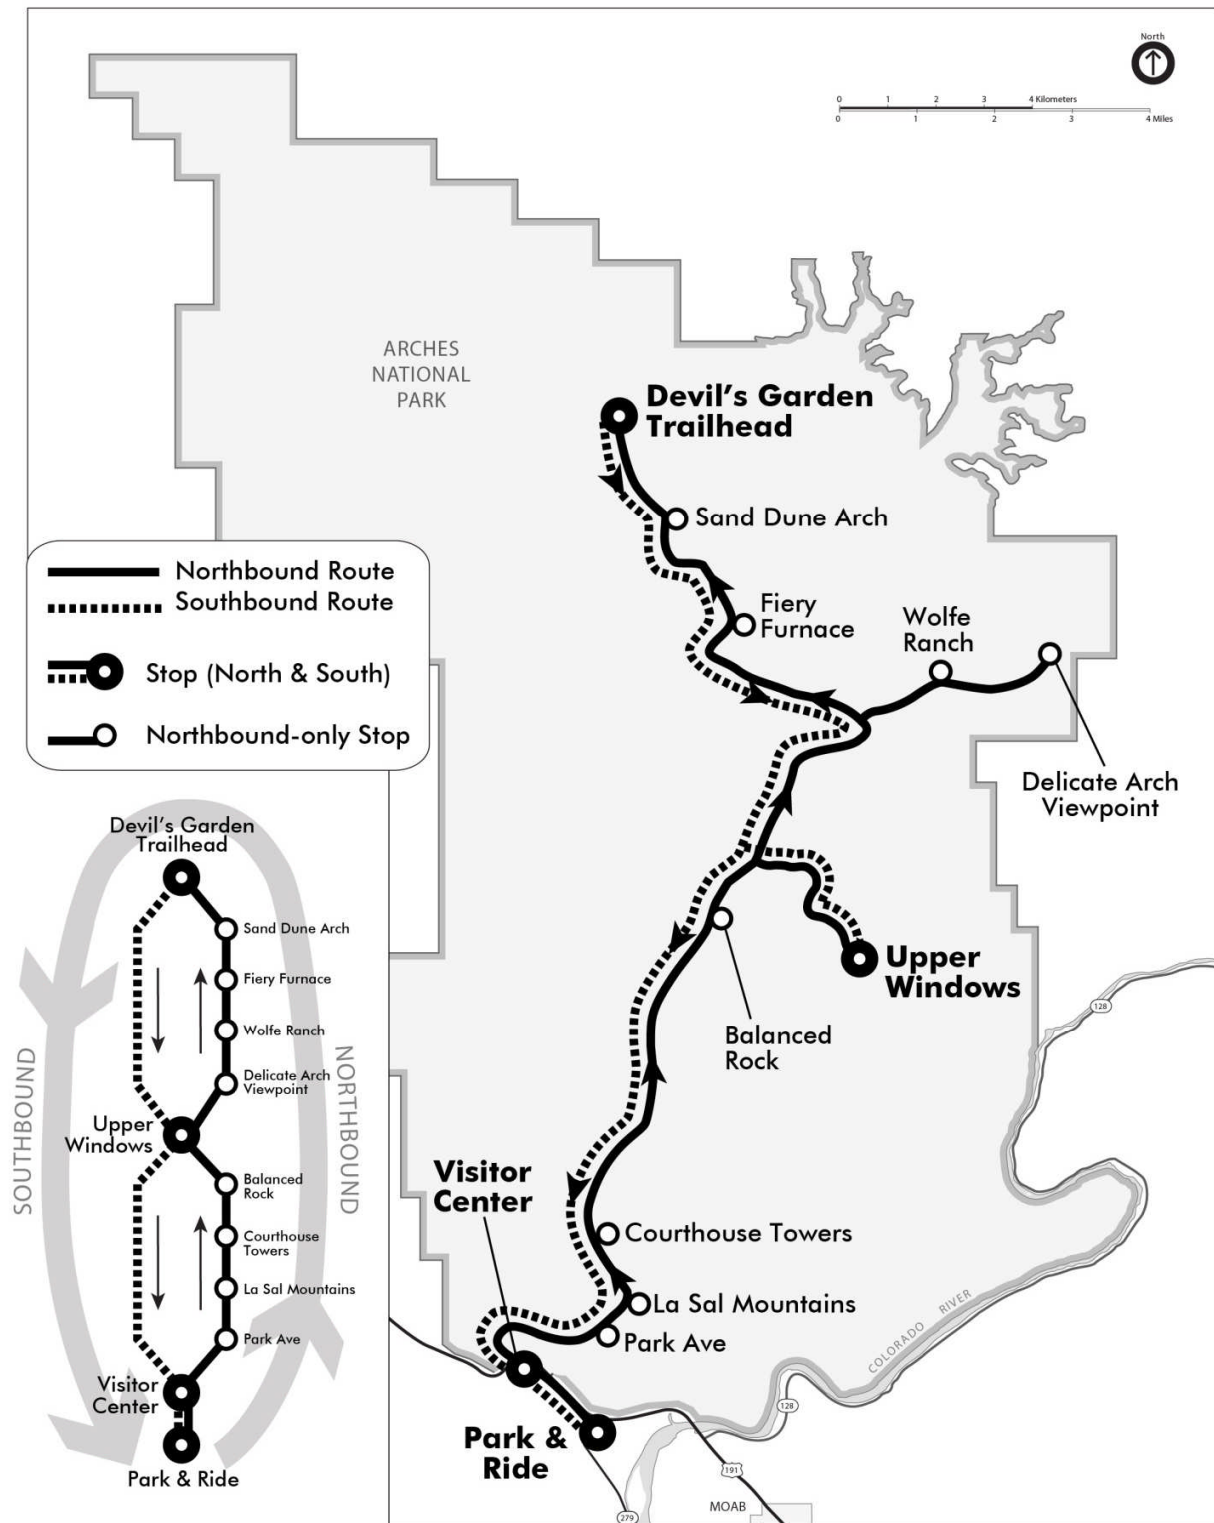 North
0 1 2 3 4 Kilometers
0 1 2 3 4 Miles
ARCHES
NATIONAL
PARK
Devil's Garden
Trailhead
Sand Dune Arch
Fiery
Furnace
Wolfe
Ranch
Delicate Arch
Viewpoint
Upper
Windows
Balanced
Rock
128
Visitor
Center
Courthouse Towers
La Sal Mountains
Park Ave
COLORADO RIVER
128
Park &
Ride
191
MOAB
279
Northbound Route
Southbound Route
Stop (North & South)
Northbound-only Stop
Devil's Garden
Trailhead
Sand Dune Arch
Fiery Furnace
Wolfe Ranch
Delicate Arch
Viewpoint
SOUTHBOUND
NORTHBOUND
Upper
Windows
Balanced
Rock
Courthouse
Towers
La Sal Mountains
Park Ave
Visitor
Center
Park & Ride